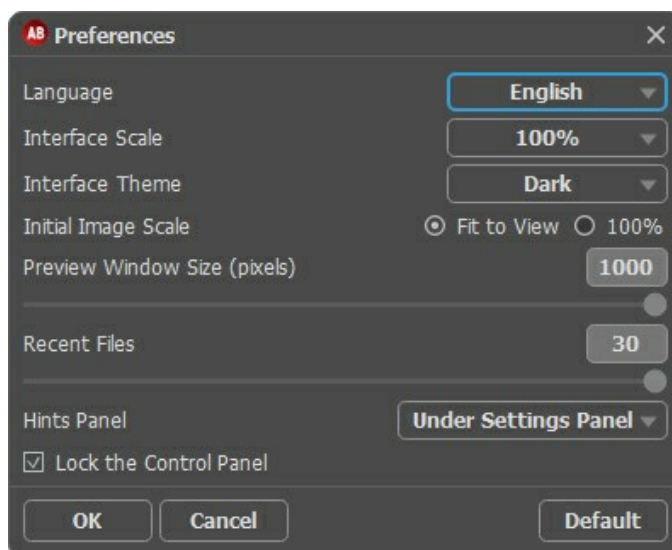 AB Preferences
Language English
Interface Scale 100%
Interface Theme Dark
Initial Image Scale Fit to View 100%
Preview Window Size (pixels) 1000
Recent Files 30
Hints Panel Under Settings Panel
Lock the Control Panel
OK Cancel Default